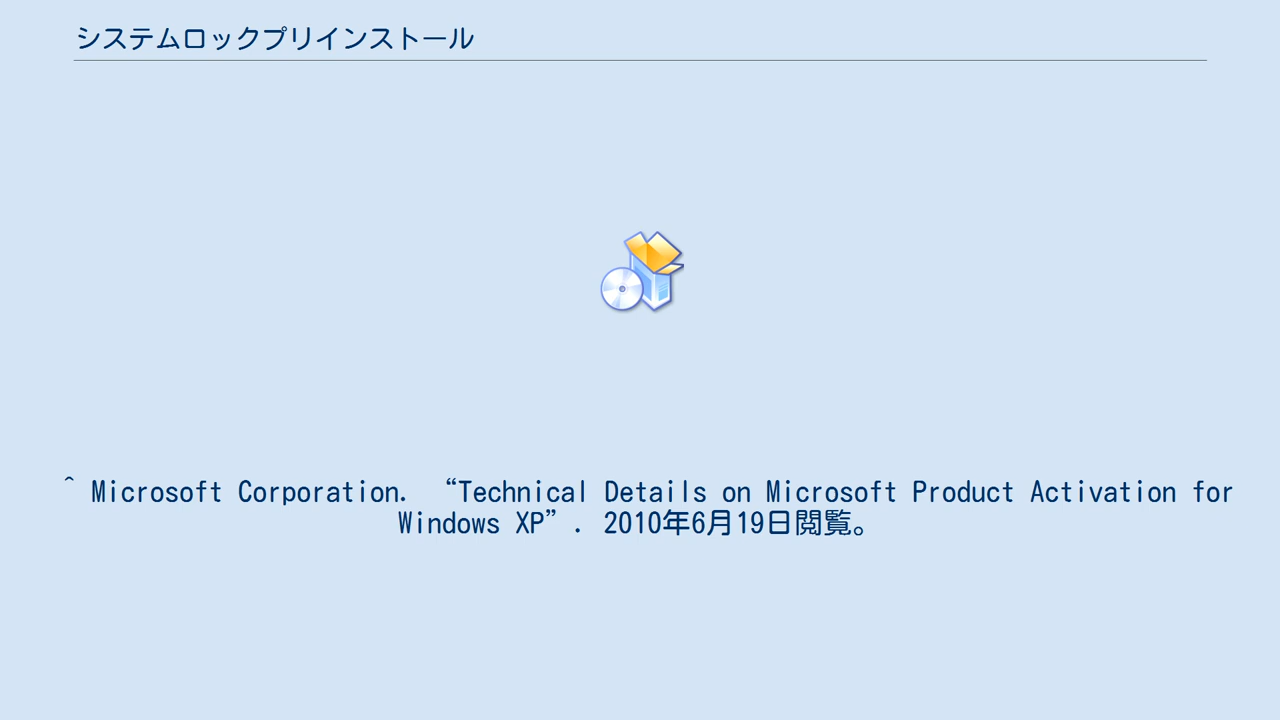 システムロックプリインストール
^ Microsoft Corporation. “Technical Details on Microsoft Product Activation for
Windows XP”. 2010年6月19日閲覧。